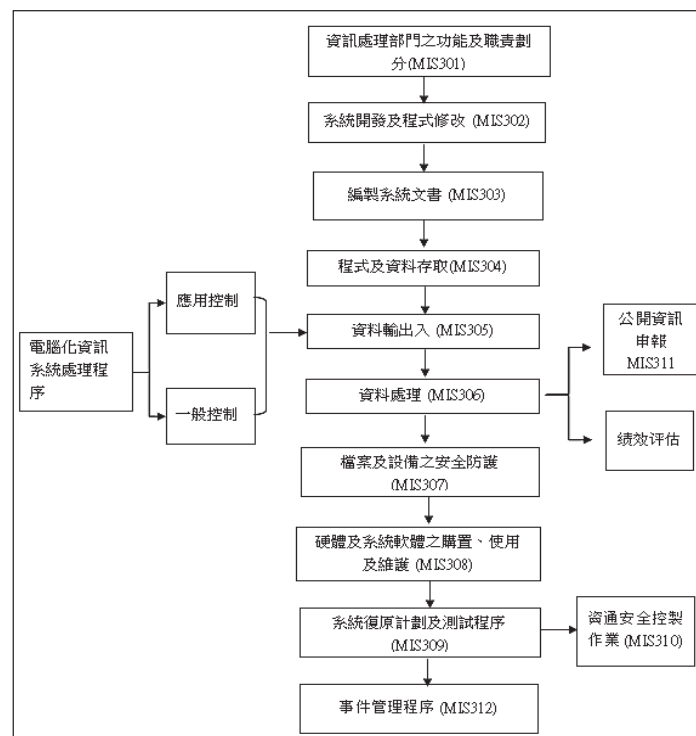 資訊處理部門之功能及職責劃
分(MIS301)
系統開發及程式修改 (MIS302)
編製系統文書 (MIS303)
程式及資料存取(MIS304)
應用控制
資料輸出入 (MIS305)
公開資訊
申報
MIS311
電腦化資訊
系統處理程
序
資料處理 (MIS306)
一般控制
绩效评估
檔案及設備之安全防護
(MIS307)
硬體及系統軟體之購置、使用
及維護 (MIS308)
系統復原計劃及測試程序
(MIS309)
資通安全控製
作業 (MIS310)
事件管理程序 (MIS312)